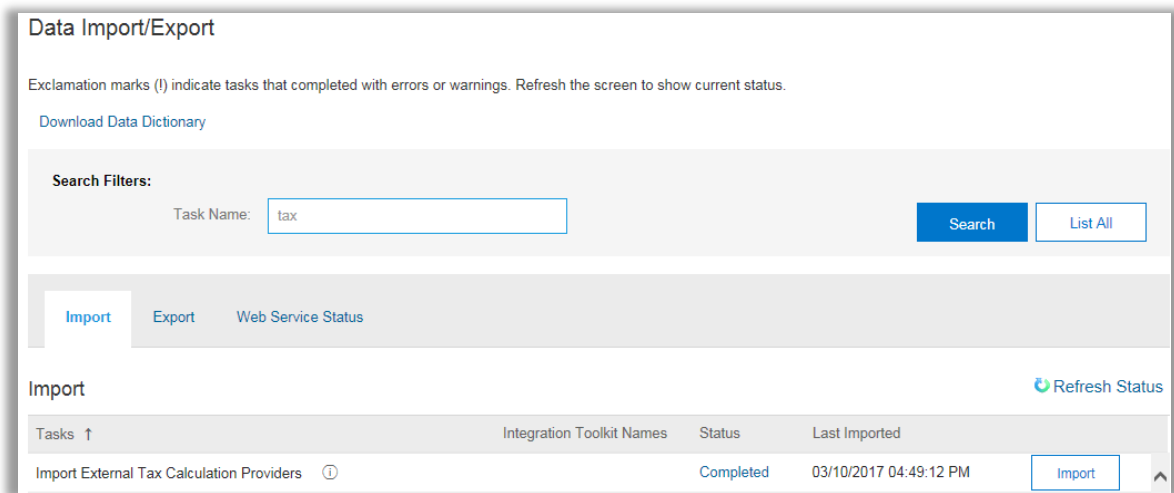 Data Import/Export
Exclamation marks (!) indicate tasks that completed with errors or warnings. Refresh the screen to show current status.
Download Data Dictionary
Search Filters:
Task Name: tax
Search List All
Import Export Web Service Status
Import Refresh Status
Tasks ↑ Integration Toolkit Names Status Last Imported
Import External Tax Calculation Providers ⓘ Completed 03/10/2017 04:49:12 PM Import